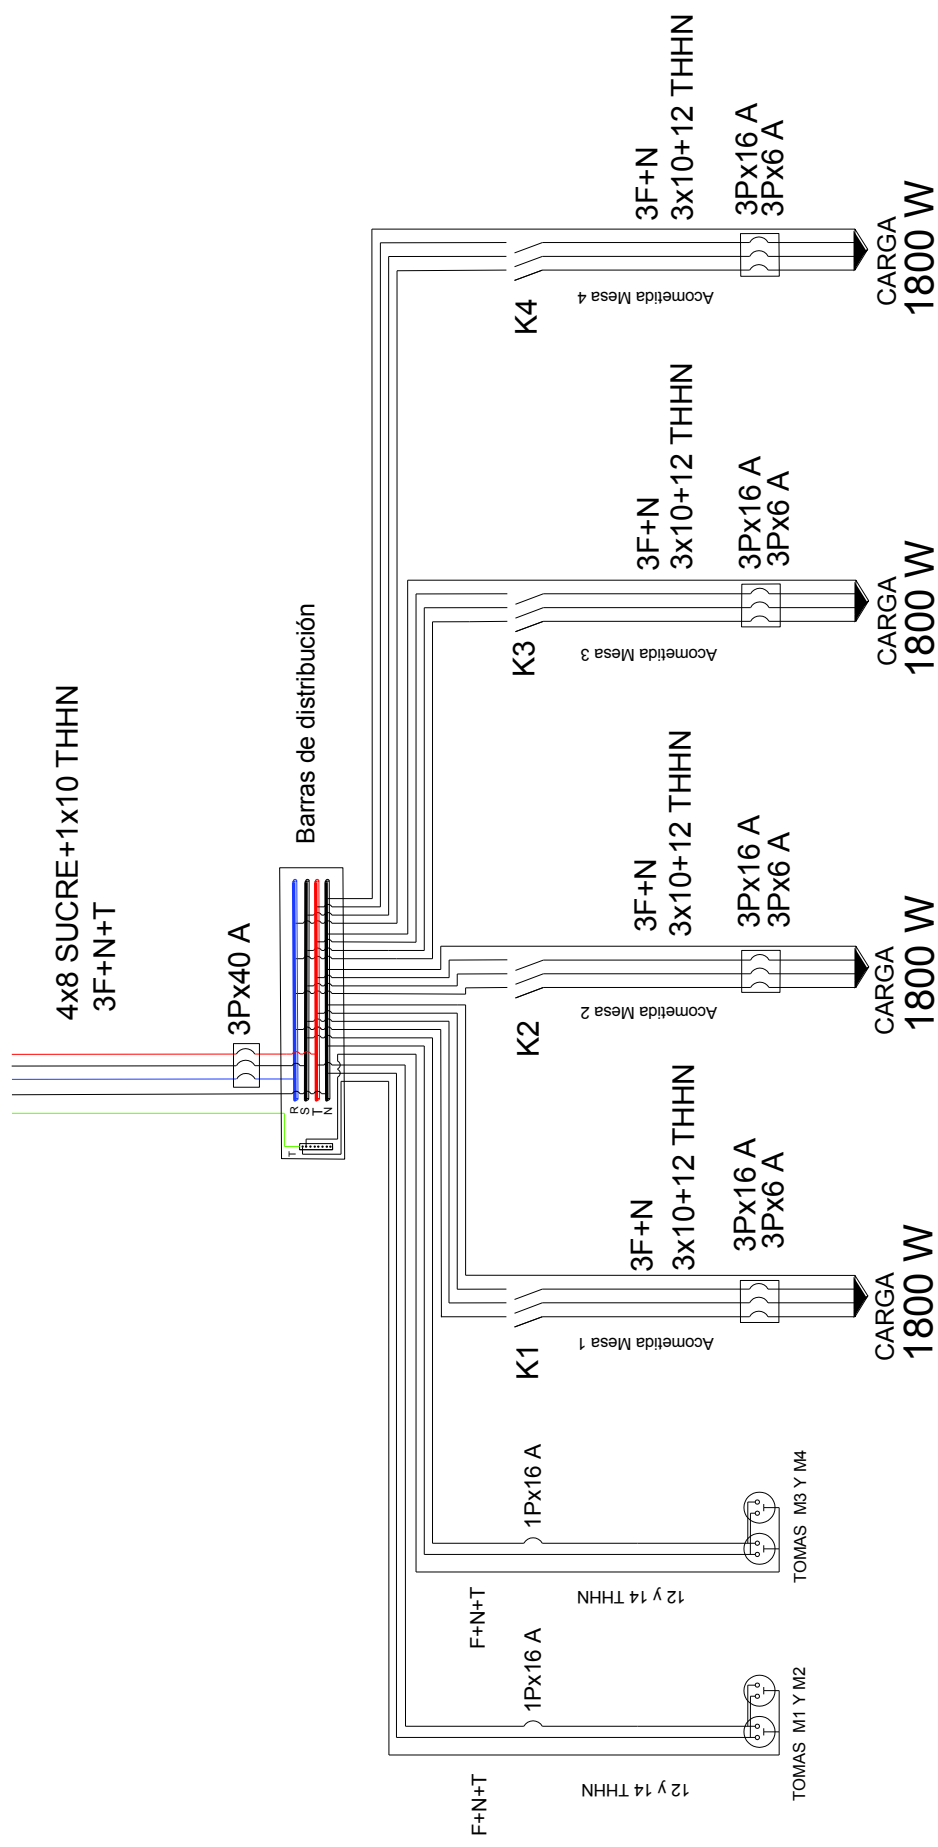 4x8 SUCRE+1x10 THHN
3F+N+T
3Px40 A
Barras de distribución
R
S
T
N
T
F+N+T
1Px16 A
12 y 14 THHN
TOMAS M1 Y M2
F+N+T
1Px16 A
12 y 14 THHN
TOMAS M3 Y M4
K1
Acometida Mesa 1
3F+N
3x10+12 THHN
3Px16 A
3Px6 A
CARGA
1800 W
K2
Acometida Mesa 2
3F+N
3x10+12 THHN
3Px16 A
3Px6 A
CARGA
1800 W
K3
Acometida Mesa 3
3F+N
3x10+12 THHN
3Px16 A
3Px6 A
CARGA
1800 W
K4
Acometida Mesa 4
3F+N
3x10+12 THHN
3Px16 A
3Px6 A
CARGA
1800 W